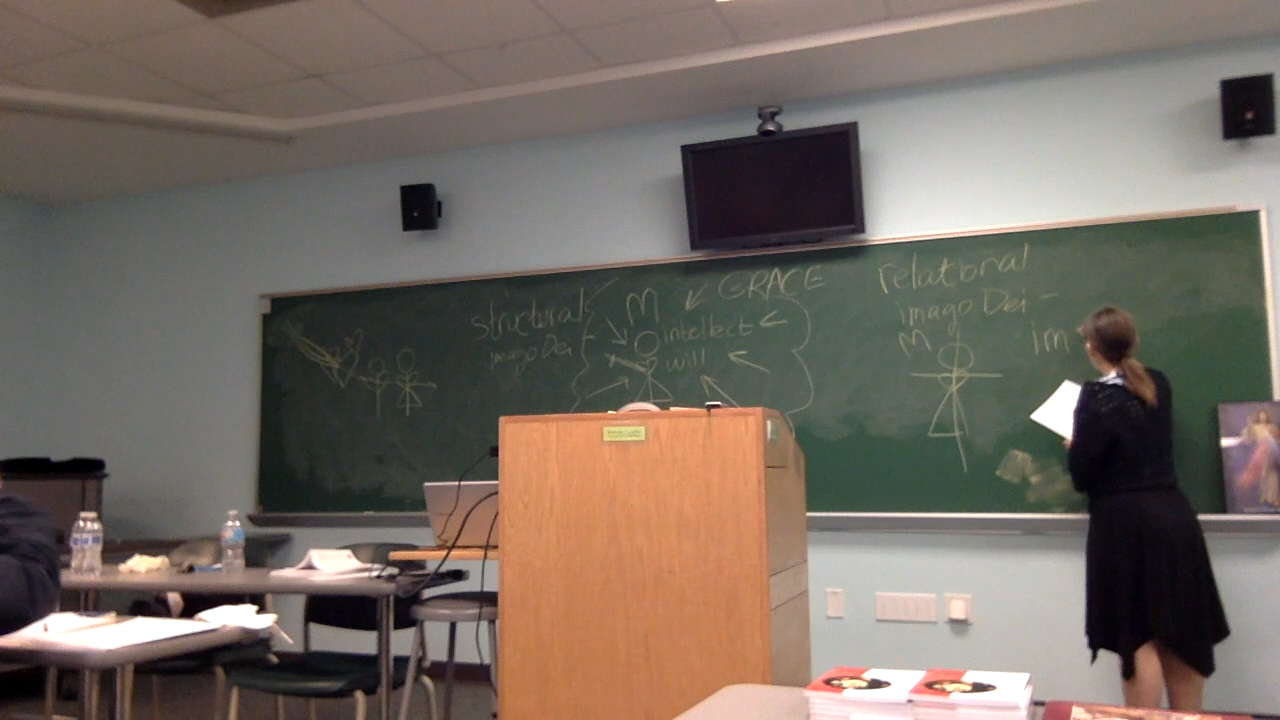 structural
imago Dei
M
GRACE
intellect
will
relational
imago Dei -
M
- im